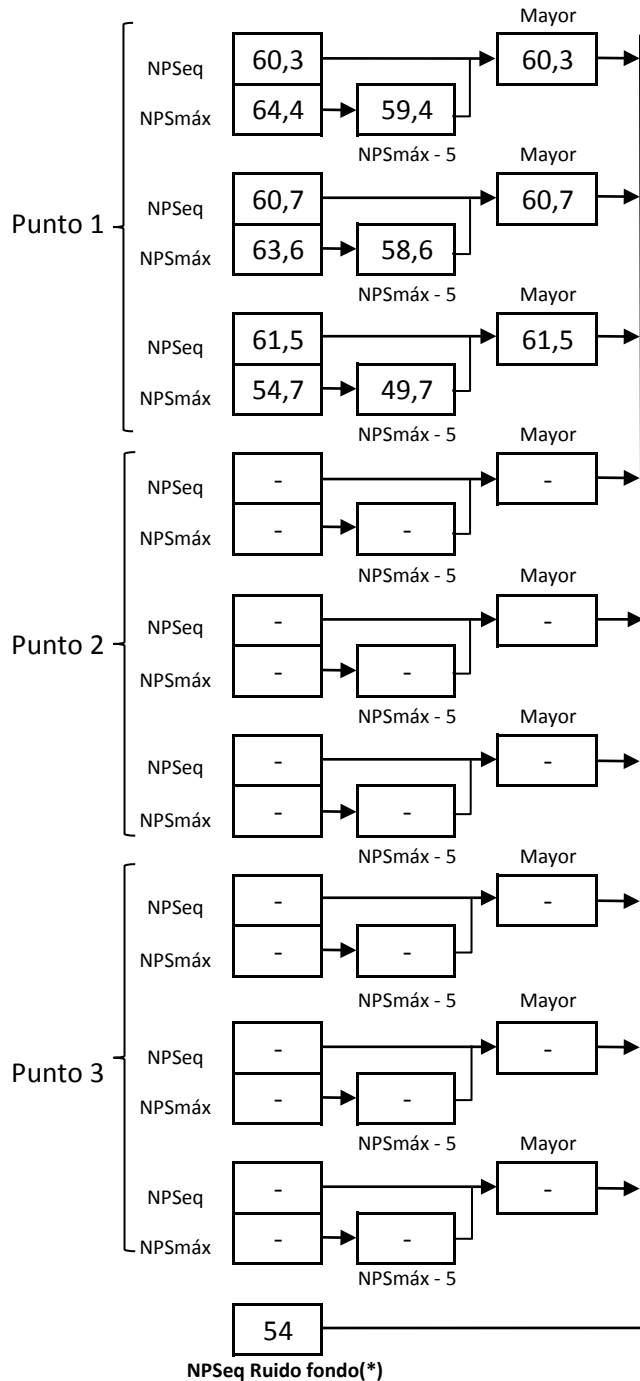 Mayor
NPSeq 60,3 60,3
NPSmáx 64,4 59,4
NPSmáx - 5 Mayor
Punto 1 NPSeq 60,7 60,7
NPSmáx 63,6 58,6
NPSmáx - 5 Mayor
NPSeq 61,5 61,5
NPSmáx 54,7 49,7
NPSmáx - 5 Mayor
NPSeq - -
NPSmáx - -
NPSmáx - 5 Mayor
Punto 2 NPSeq - -
NPSmáx - -
NPSmáx - 5 Mayor
NPSeq - -
NPSmáx - -
NPSmáx - 5 Mayor
NPSeq - -
NPSmáx - -
NPSmáx - 5 Mayor
Punto 3 NPSeq - -
NPSmáx - -
NPSmáx - 5 Mayor
NPSeq - -
NPSmáx - -
NPSmáx - 5
54
NPSeq Ruido fondo(*)